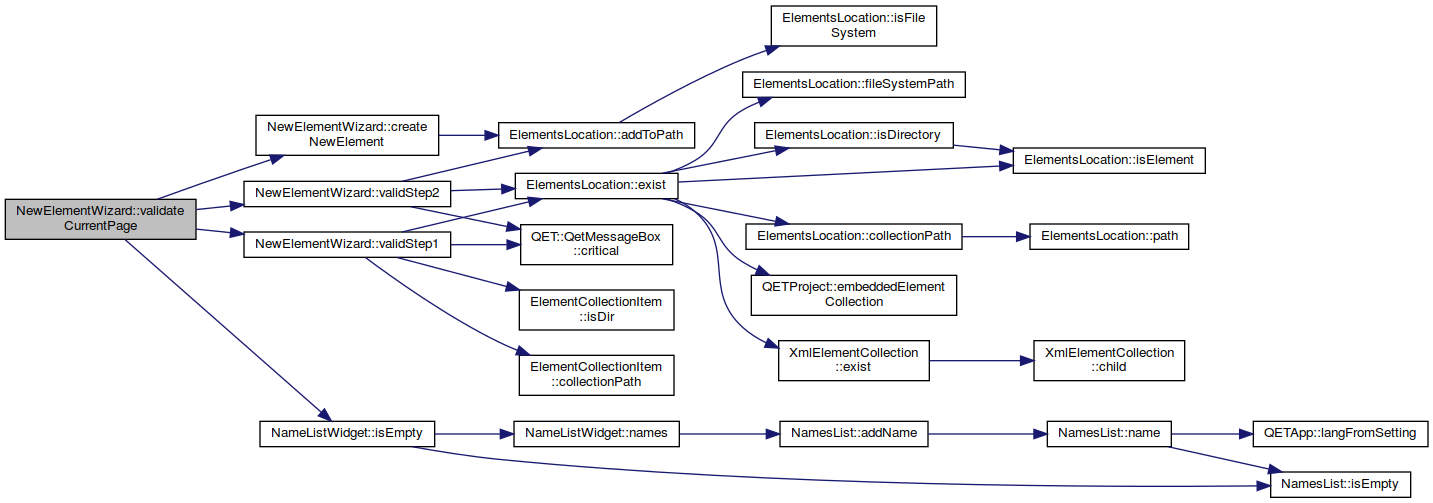 NewElementWizard::validate
CurrentPage
NewElementWizard::create
NewElement
NewElementWizard::validStep2
NewElementWizard::validStep1
NameListWidget::isEmpty
ElementsLocation::addToPath
ElementsLocation::exist
QET::QetMessageBox
::critical
ElementCollectionItem
::isDir
ElementCollectionItem
::collectionPath
NameListWidget::names
ElementsLocation::isFile
System
ElementsLocation::fileSystemPath
ElementsLocation::isDirectory
ElementsLocation::collectionPath
QETProject::embeddedElement
Collection
XmlElementCollection
::exist
NamesList::addName
ElementsLocation::isElement
ElementsLocation::path
XmlElementCollection
::child
NamesList::name
QETApp::langFromSetting
NamesList::isEmpty